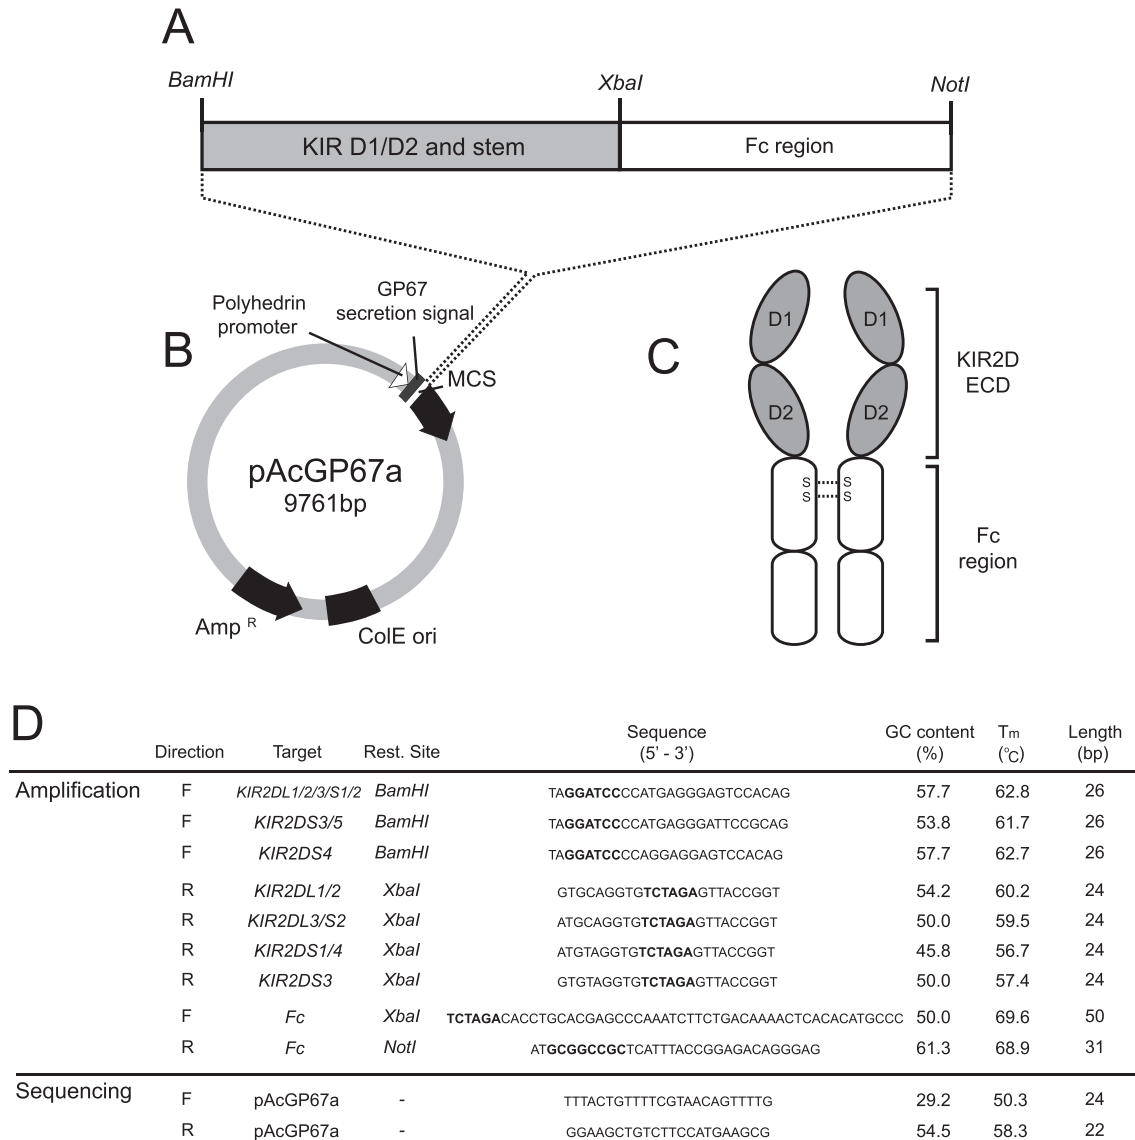 A
BamHI XbaI NotI
KIR D1/D2 and stem Fc region
B
Polyhedrin
promoter
GP67
secretion signal
MCS
pAcGP67a
9761bp
Amp R
ColE ori
C
D1 D1
D2 D2
S S
S S
KIR2D
ECD
Fc
region
D
Direction Target Rest. Site Sequence (5' - 3') GC content (%) Tm (°C) Length (bp)
Amplification F KIR2DL1/2/3/S1/2 BamHI TAGGATCCCCATGAGGGAGTCCACAG 57.7 62.8 26
F KIR2DS3/5 BamHI TAGGATCCCCATGAGGGATTCCGCAG 53.8 61.7 26
F KIR2DS4 BamHI TAGGATCCCCAGGAGGAGTCCACAG 57.7 62.7 26
R KIR2DL1/2 XbaI GTGCAGGTGTCTAGAGTTACCGGT 54.2 60.2 24
R KIR2DL3/S2 XbaI ATGCAGGTGTCTAGAGTTACCGGT 50.0 59.5 24
R KIR2DS1/4 XbaI ATGTAGGTGTCTAGAGTTACCGGT 45.8 56.7 24
R KIR2DS3 XbaI GTGTAGGTGTCTAGAGTTACCGGT 50.0 57.4 24
F Fc XbaI TCTAGACACCTGCACGAGCCCAAATCTTCTGACAAAACTCACACATGCCC 50.0 69.6 50
R Fc NotI ATGCGGCCGCTCATTTACCGGAGACAGGGAG 61.3 68.9 31
Sequencing F pAcGP67a - TTTACTGTTTTCGTAACAGTTTTG 29.2 50.3 24
R pAcGP67a - GGAAGCTGTCTTCCATGAAGCG 54.5 58.3 22